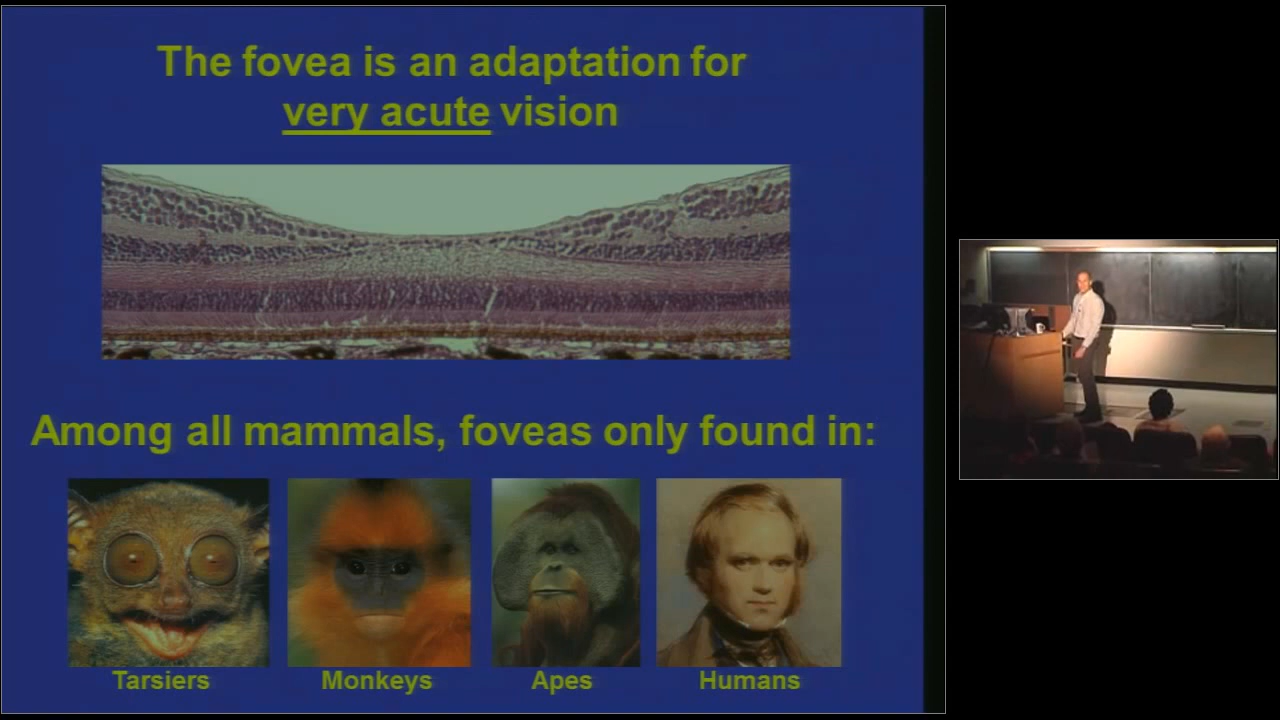 The fovea is an adaptation for
very acute vision
Among all mammals, foveas only found in:
Tarsiers
Monkeys
Apes
Humans